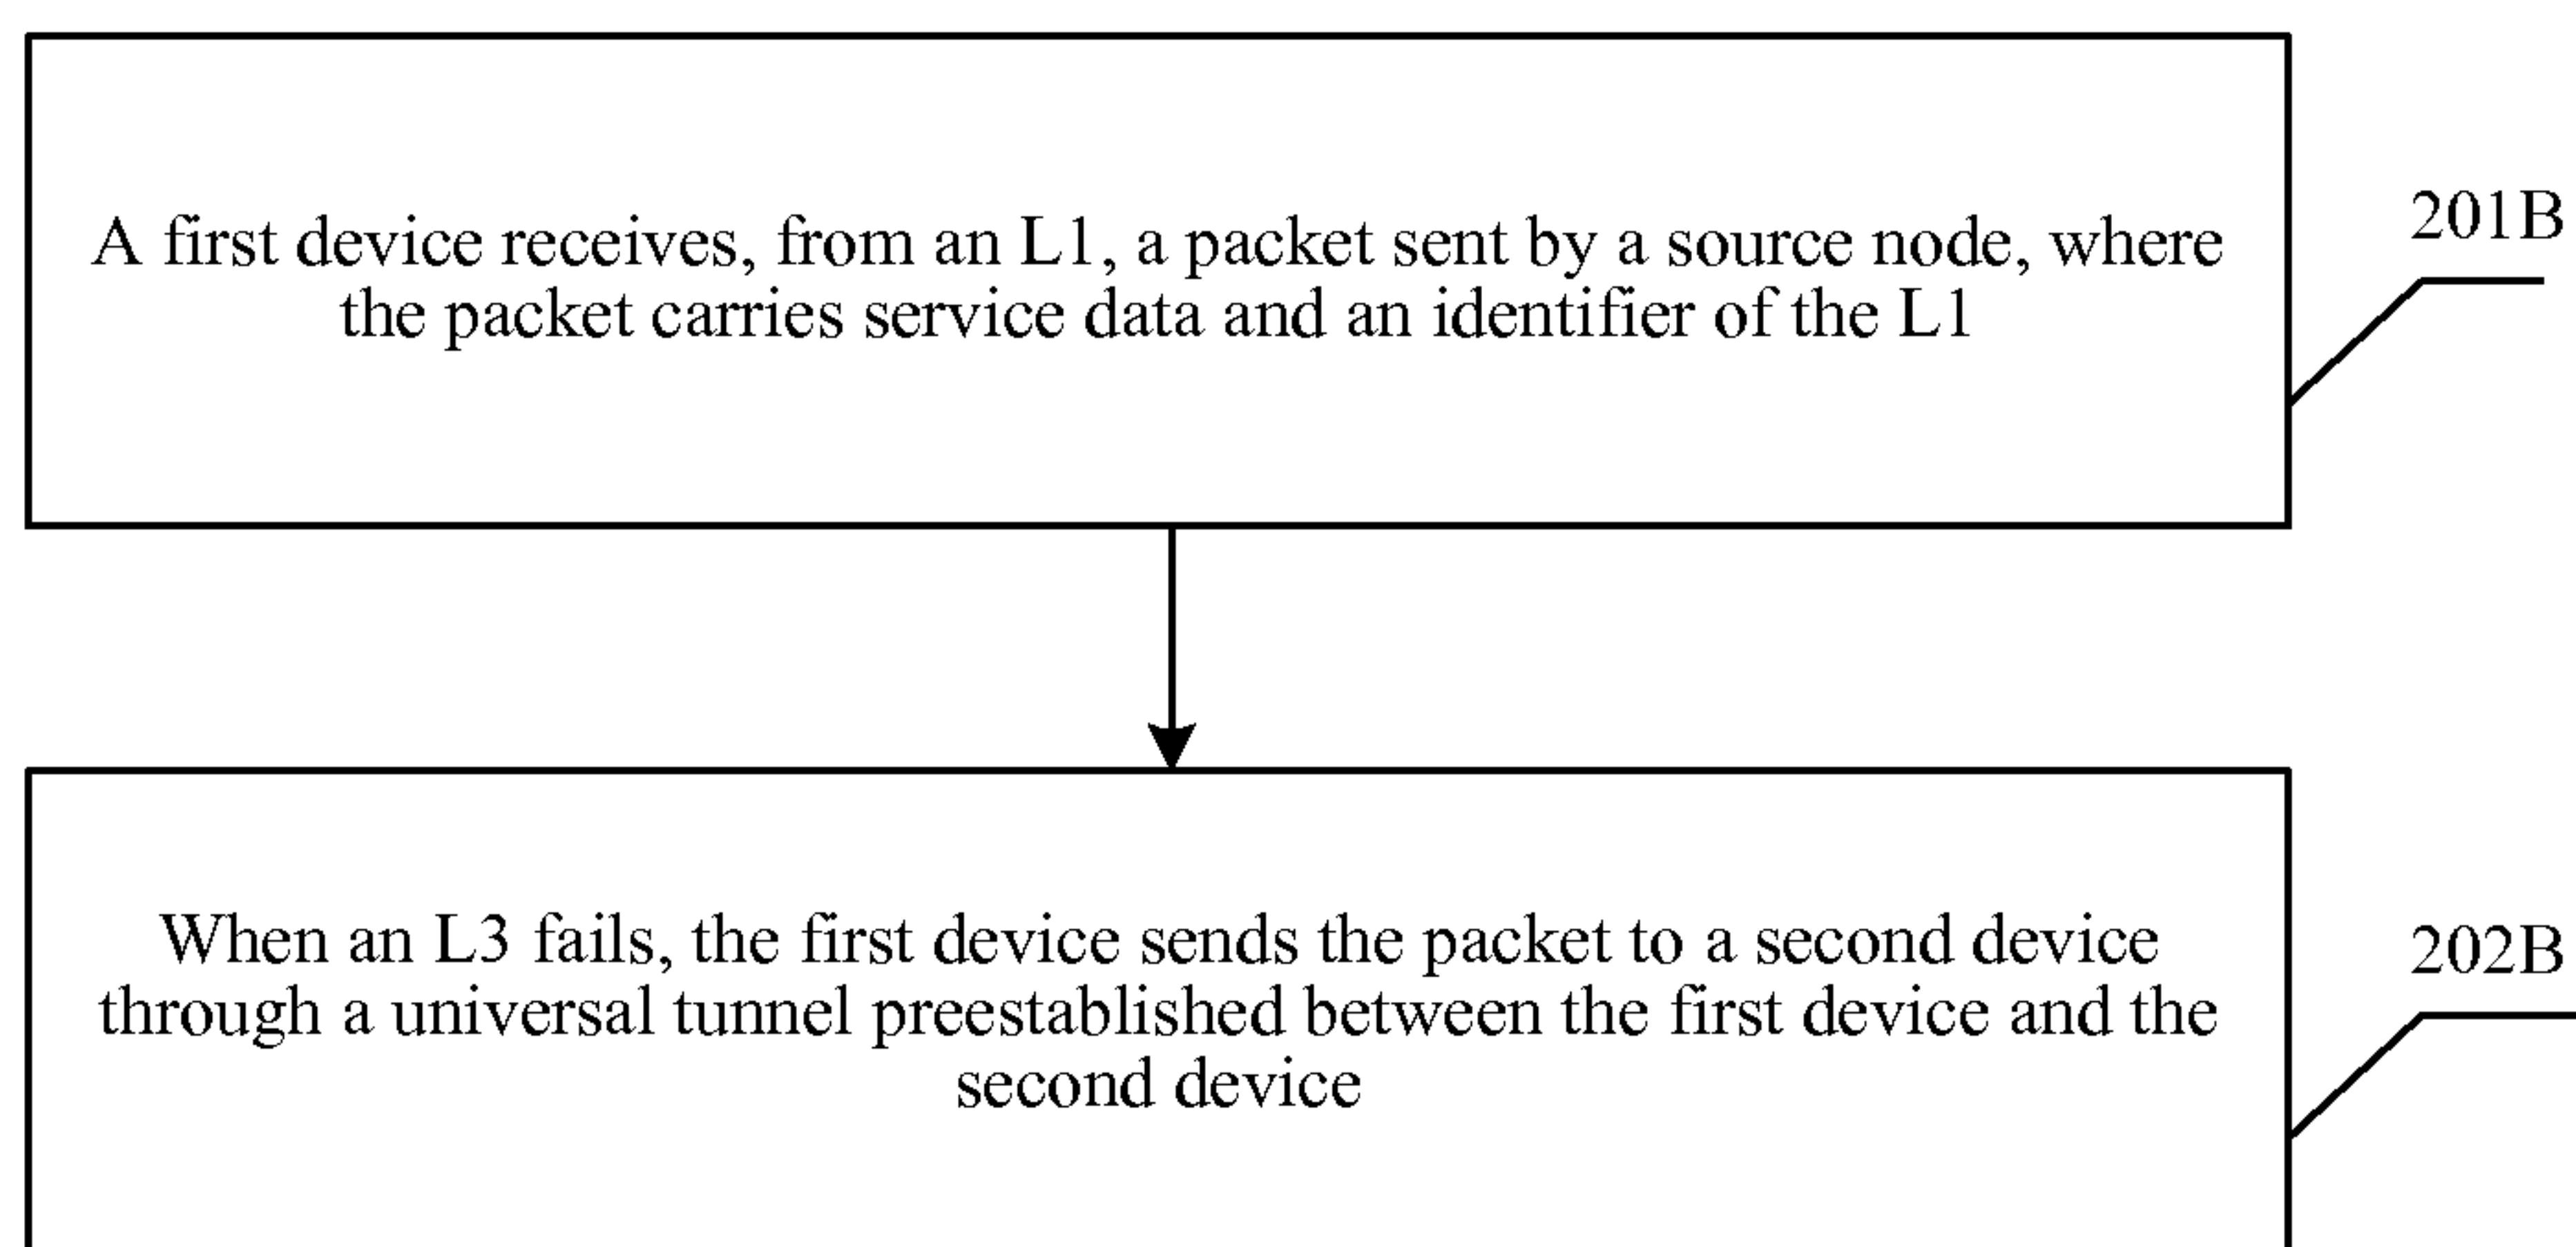 A first device receives, from an L1, a packet sent by a source node, where
the packet carries service data and an identifier of the L1
201B
When an L3 fails, the first device sends the packet to a second device
through a universal tunnel preestablished between the first device and the
second device
202B